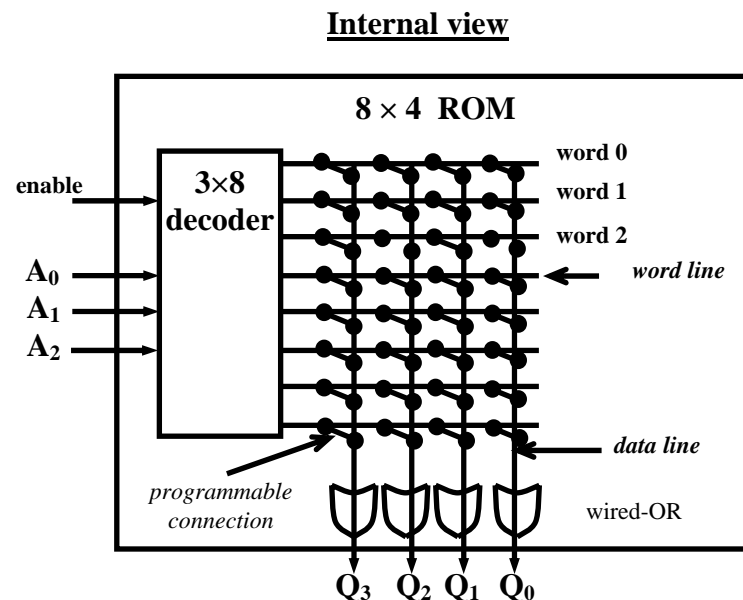 Internal view
8 × 4 ROM
3×8
decoder
enable
A₀
A₁
A₂
word 0
word 1
word 2
word line
data line
programmable
connection
wired-OR
Q₃ Q₂ Q₁ Q₀